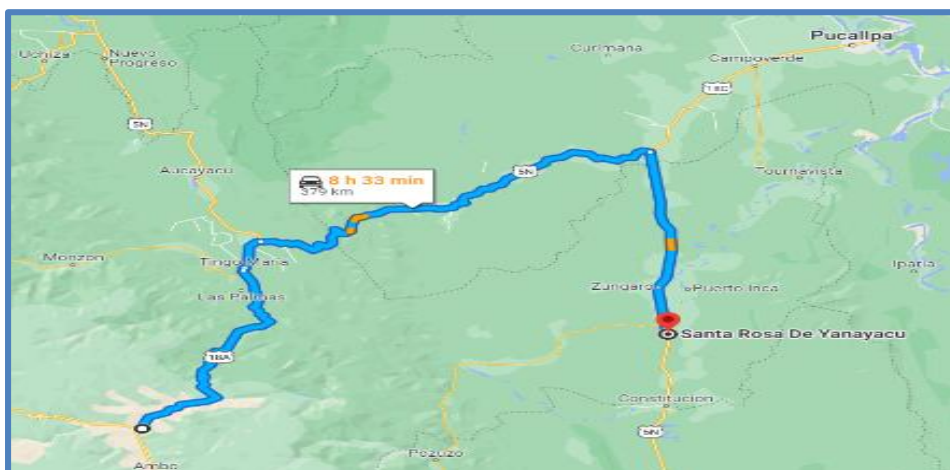 Pucallpa
Curimana
Uchiza
Nuevo
Progreso
Campoverde
18C
5N
Aucayacu
5N
Tournavista
8 h 33 min
379 km
Monzon
Tingo Maria
Iparia
Las Palmas
Zungaro
Puerto Inca
Santa Rosa De Yanayacu
18A
Constitucion
5N
Pozuzo
Ambo